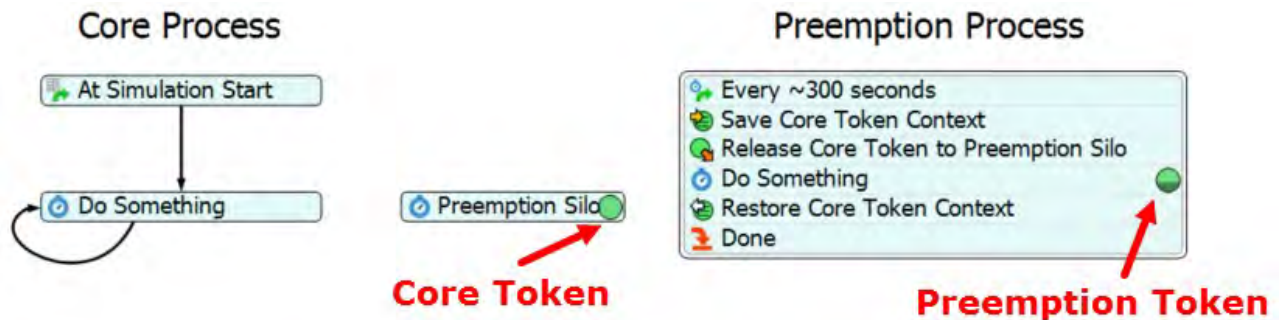 Core Process
Preemption Process
At Simulation Start
Do Something
Preemption Silo
Every ~300 seconds
Save Core Token Context
Release Core Token to Preemption Silo
Do Something
Restore Core Token Context
Done
Core Token
Preemption Token